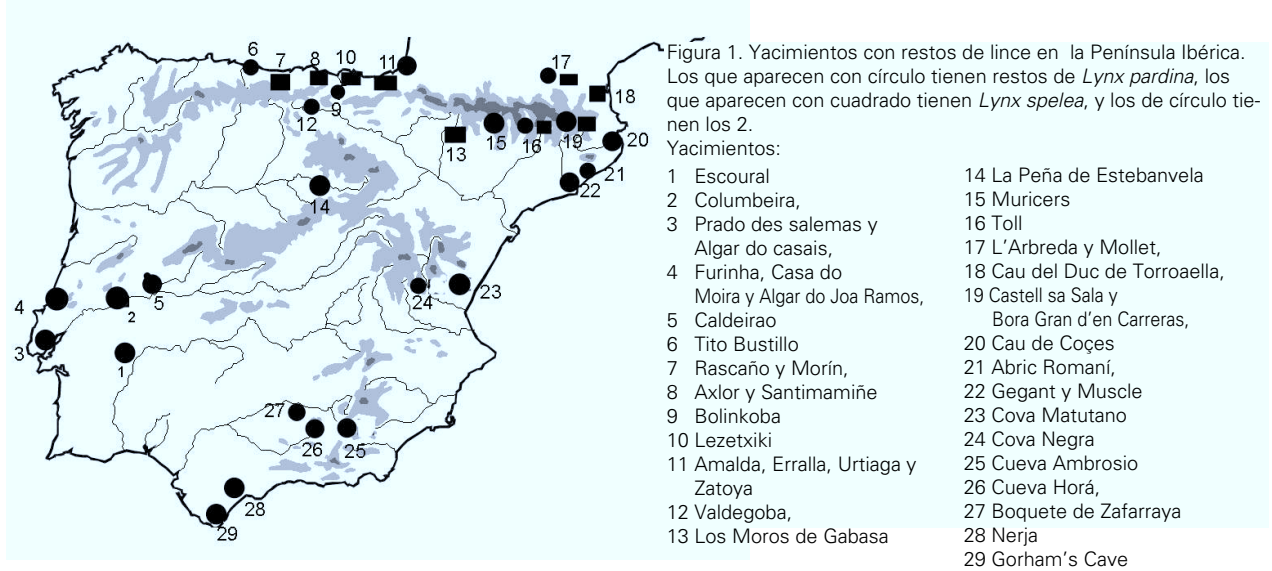 Figura 1. Yacimientos con restos de lince en la Península Ibérica.
Los que aparecen con círculo tienen restos de Lynx pardina, los
que aparecen con cuadrado tienen Lynx spelea, y los de círculo tie-
nen los 2.
Yacimientos:
1 Escoural
2 Columbeira,
3 Prado des salemas y
Algar do casais,
4 Furinha, Casa do
Moira y Algar do Joa Ramos,
5 Caldeirao
6 Tito Bustillo
7 Rascaño y Morín,
8 Axlor y Santimamiñe
9 Bolinkoba
10 Lezetxiki
11 Amalda, Erralla, Urtiaga y
Zatoya
12 Valdegoba,
13 Los Moros de Gabasa
14 La Peña de Estebanvela
15 Muricers
16 Toll
17 L'Arbreda y Mollet,
18 Cau del Duc de Torroaella,
19 Castell sa Sala y
Bora Gran d'en Carreras,
20 Cau de Coçes
21 Abric Romaní,
22 Gegant y Muscle
23 Cova Matutano
24 Cova Negra
25 Cueva Ambrosio
26 Cueva Horá,
27 Boquete de Zafarraya
28 Nerja
29 Gorham's Cave
6
7
8
10
11
17
9
12
18
13
15
16
19
20
21
22
14
4
2
5
24
23
3
1
27
26
25
28
29